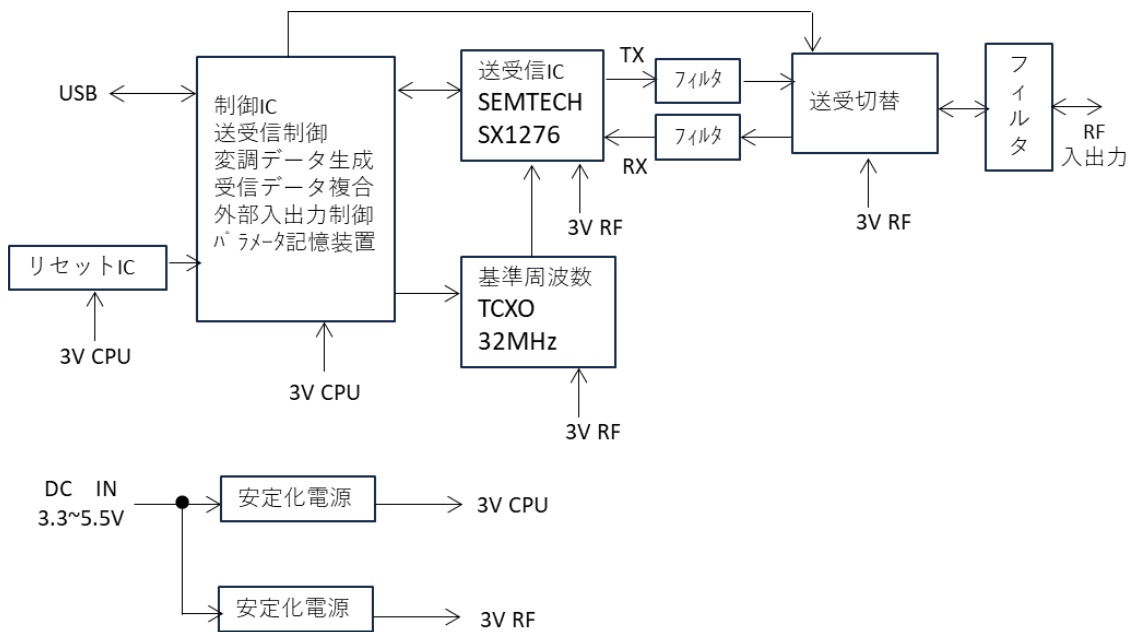 USB
制御IC
送受信制御
変調データ生成
受信データ複合
外部入出力制御
ﾊﾟﾗﾒｰﾀ記憶装置
送受信IC
SEMTECH
SX1276
TX
ﾌｨﾙﾀ
RX
ﾌｨﾙﾀ
送受切替
フィルタ
RF
入出力
3V RF
3V RF
リセットIC
3V CPU
3V CPU
基準周波数
TCXO
32MHz
3V RF
DC IN
3.3~5.5V
安定化電源
3V CPU
安定化電源
3V RF